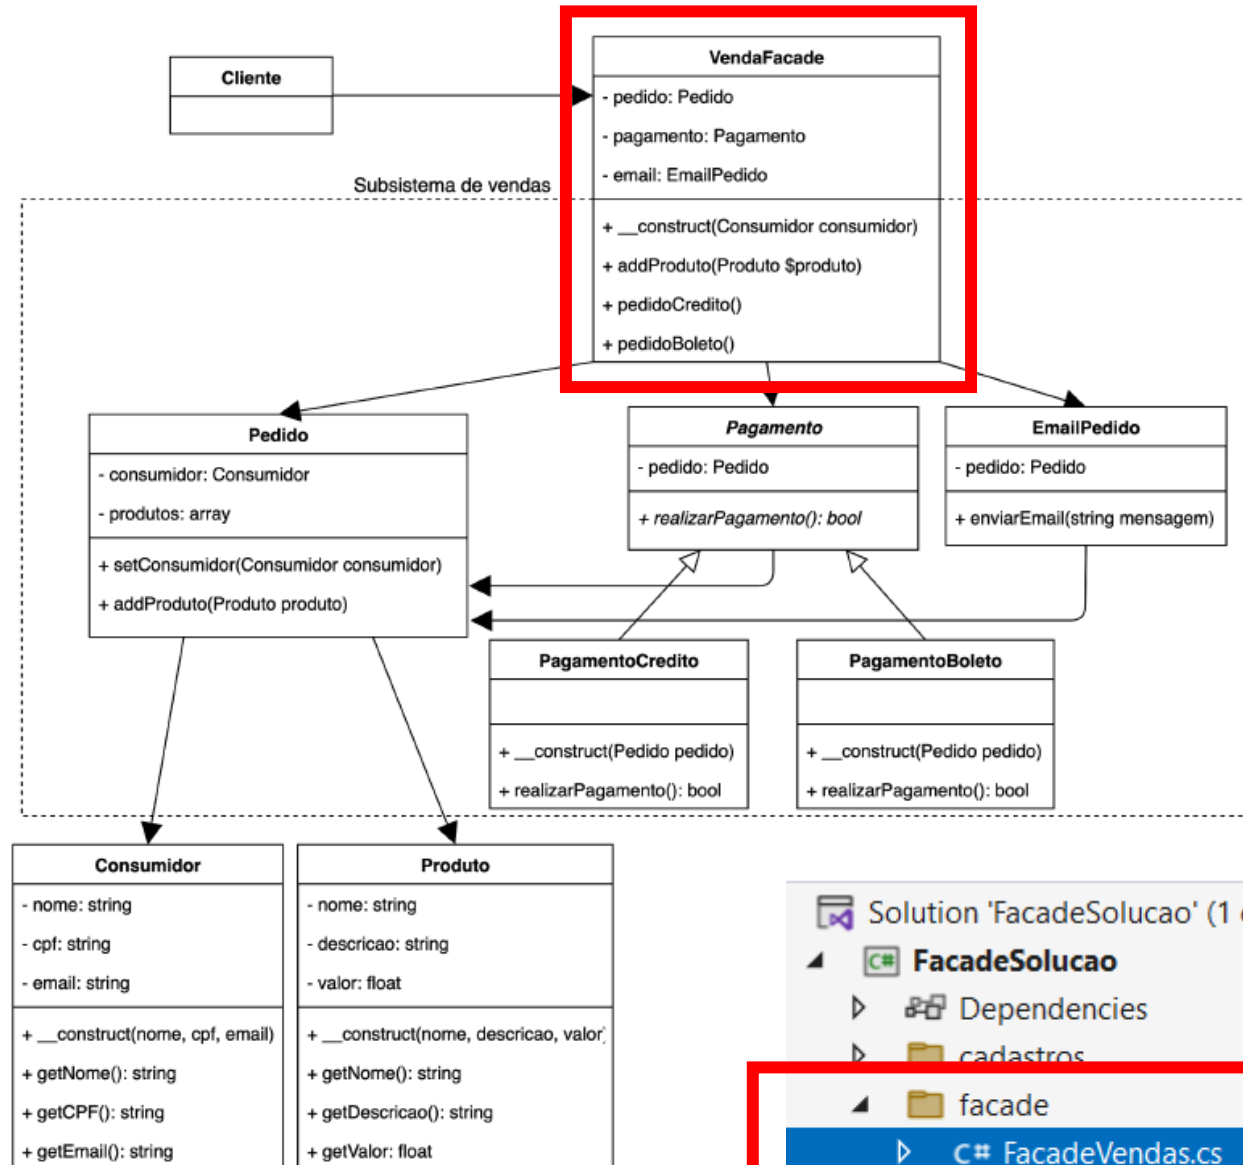 Cliente
VendaFacade
- pedido: Pedido
- pagamento: Pagamento
- email: EmailPedido
+ __construct(Consumidor consumidor)
+ addProduto(Produto $produto)
+ pedidoCredito()
+ pedidoBoleto()
Subsistema de vendas
Pedido
- consumidor: Consumidor
- produtos: array
+ setConsumidor(Consumidor consumidor)
+ addProduto(Produto produto)
Pagamento
- pedido: Pedido
+ realizarPagamento(): bool
EmailPedido
- pedido: Pedido
+ enviarEmail(string mensagem)
PagamentoCredito
+ __construct(Pedido pedido)
+ realizarPagamento(): bool
PagamentoBoleto
+ __construct(Pedido pedido)
+ realizarPagamento(): bool
Consumidor
- nome: string
- cpf: string
- email: string
+ __construct(nome, cpf, email)
+ getNome(): string
+ getCPF(): string
+ getEmail(): string
Produto
- nome: string
- descricao: string
- valor: float
+ __construct(nome, descricao, valor)
+ getNome(): string
+ getDescricao(): string
+ getValor: float
Solution 'FacadeSolucao' (1
C# FacadeSolucao
Dependencies
cadastros
facade
C# FacadeVendas.cs